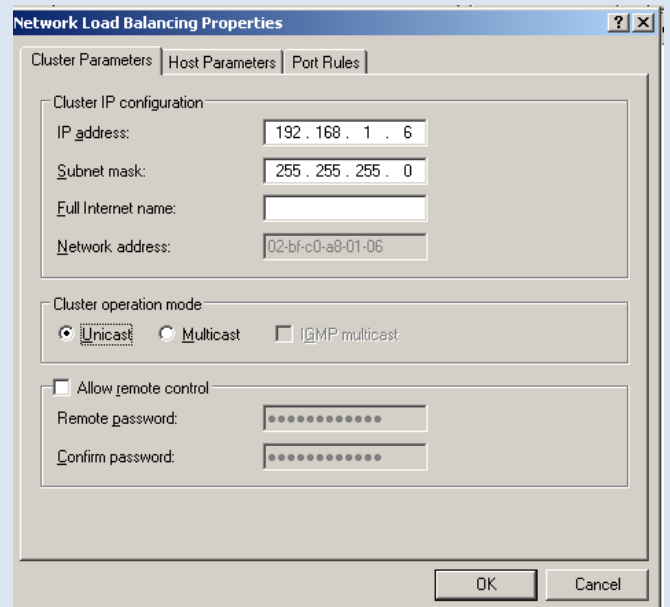 Network Load Balancing Properties
Cluster Parameters Host Parameters Port Rules
Cluster IP configuration
IP address: 192 . 168 . 1 . 6
Subnet mask: 255 . 255 . 255 . 0
Full Internet name:
Network address: 02-bf-c0-a8-01-06
Cluster operation mode
Unicast Multicast IGMP multicast
Allow remote control
Remote password: ●●●●●●●●●●●●
Confirm password: ●●●●●●●●●●●●
OK Cancel